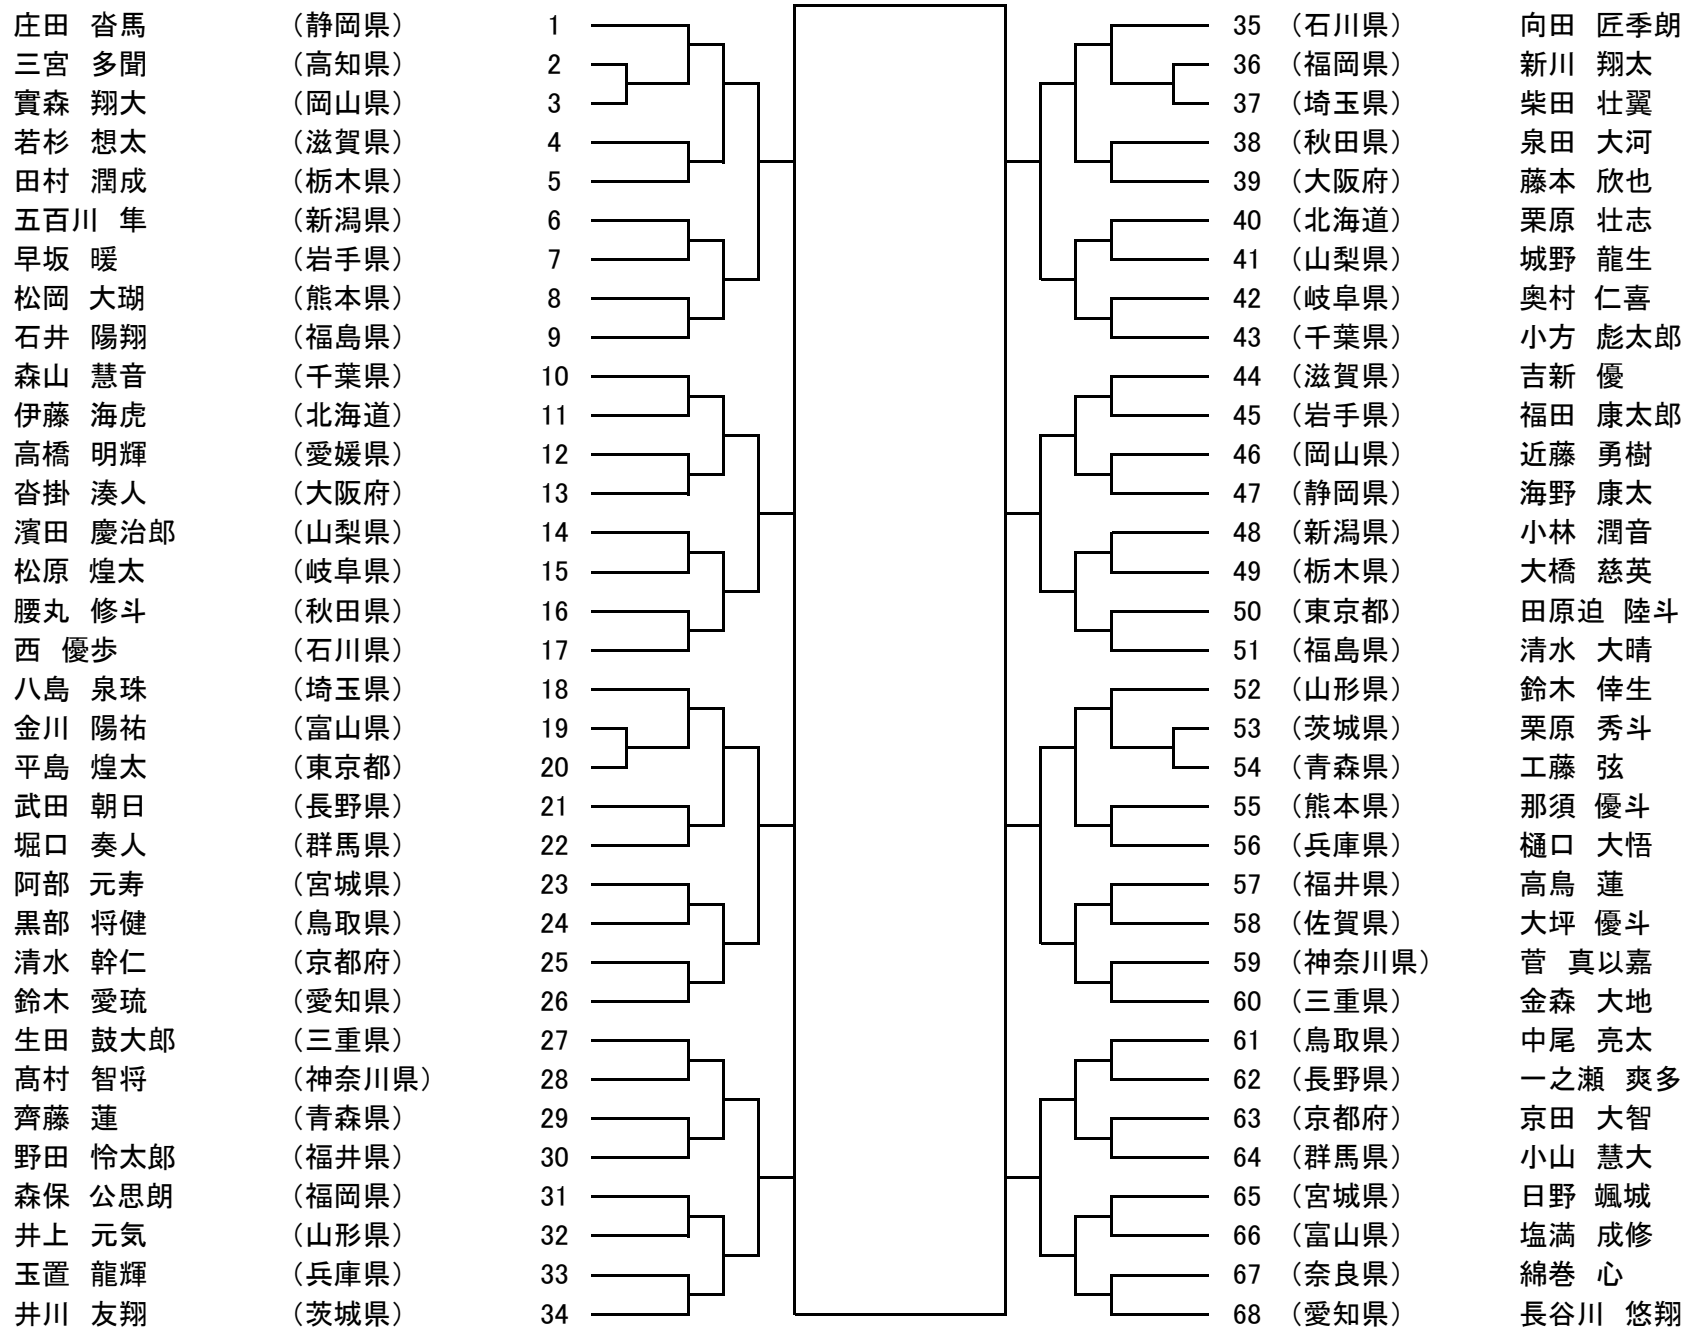 庄田 沓馬 （静岡県） 1
三宮 多聞 （高知県） 2
實森 翔大 （岡山県） 3
若杉 想太 （滋賀県） 4
田村 潤成 （栃木県） 5
五百川 隼 （新潟県） 6
早坂 暖 （岩手県） 7
松岡 大瑚 （熊本県） 8
石井 陽翔 （福島県） 9
森山 慧音 （千葉県） 10
伊藤 海虎 （北海道） 11
高橋 明輝 （愛媛県） 12
沓掛 湊人 （大阪府） 13
濱田 慶治郎 （山梨県） 14
松原 煌太 （岐阜県） 15
腰丸 修斗 （秋田県） 16
西 優歩 （石川県） 17
八島 泉珠 （埼玉県） 18
金川 陽祐 （富山県） 19
平島 煌太 （東京都） 20
武田 朝日 （長野県） 21
堀口 奏人 （群馬県） 22
阿部 元寿 （宮城県） 23
黒部 将健 （鳥取県） 24
清水 幹仁 （京都府） 25
鈴木 愛琉 （愛知県） 26
生田 鼓大郎 （三重県） 27
髙村 智将 （神奈川県） 28
齊藤 蓮 （青森県） 29
野田 怜太郎 （福井県） 30
森保 公思朗 （福岡県） 31
井上 元気 （山形県） 32
玉置 龍輝 （兵庫県） 33
井川 友翔 （茨城県） 34
35 （石川県） 向田 匠季朗
36 （福岡県） 新川 翔太
37 （埼玉県） 柴田 壮翼
38 （秋田県） 泉田 大河
39 （大阪府） 藤本 欣也
40 （北海道） 栗原 壮志
41 （山梨県） 城野 龍生
42 （岐阜県） 奥村 仁喜
43 （千葉県） 小方 彪太郎
44 （滋賀県） 吉新 優
45 （岩手県） 福田 康太郎
46 （岡山県） 近藤 勇樹
47 （静岡県） 海野 康太
48 （新潟県） 小林 潤音
49 （栃木県） 大橋 慈英
50 （東京都） 田原迫 陸斗
51 （福島県） 清水 大晴
52 （山形県） 鈴木 倖生
53 （茨城県） 栗原 秀斗
54 （青森県） 工藤 弦
55 （熊本県） 那須 優斗
56 （兵庫県） 樋口 大悟
57 （福井県） 高鳥 蓮
58 （佐賀県） 大坪 優斗
59 （神奈川県） 菅 真以嘉
60 （三重県） 金森 大地
61 （鳥取県） 中尾 亮太
62 （長野県） 一之瀬 爽多
63 （京都府） 京田 大智
64 （群馬県） 小山 慧大
65 （宮城県） 日野 颯城
66 （富山県） 塩満 成修
67 （奈良県） 綿巻 心
68 （愛知県） 長谷川 悠翔